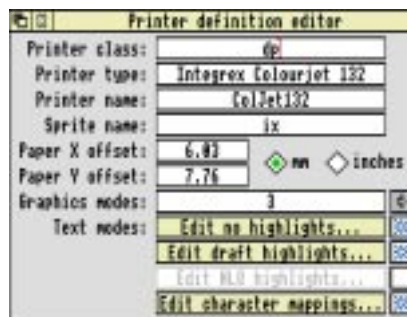 Printer definition editor
Printer class: dp
Printer type: Integrex Colourjet 132
Printer name: ColJet132
Sprite name: ix
Paper X offset: 6.03 mm inches
Paper Y offset: 7.76
Graphics modes: 3
Text modes: Edit no highlights...
Edit draft highlights...
Edit NLQ highlights...
Edit character mappings...